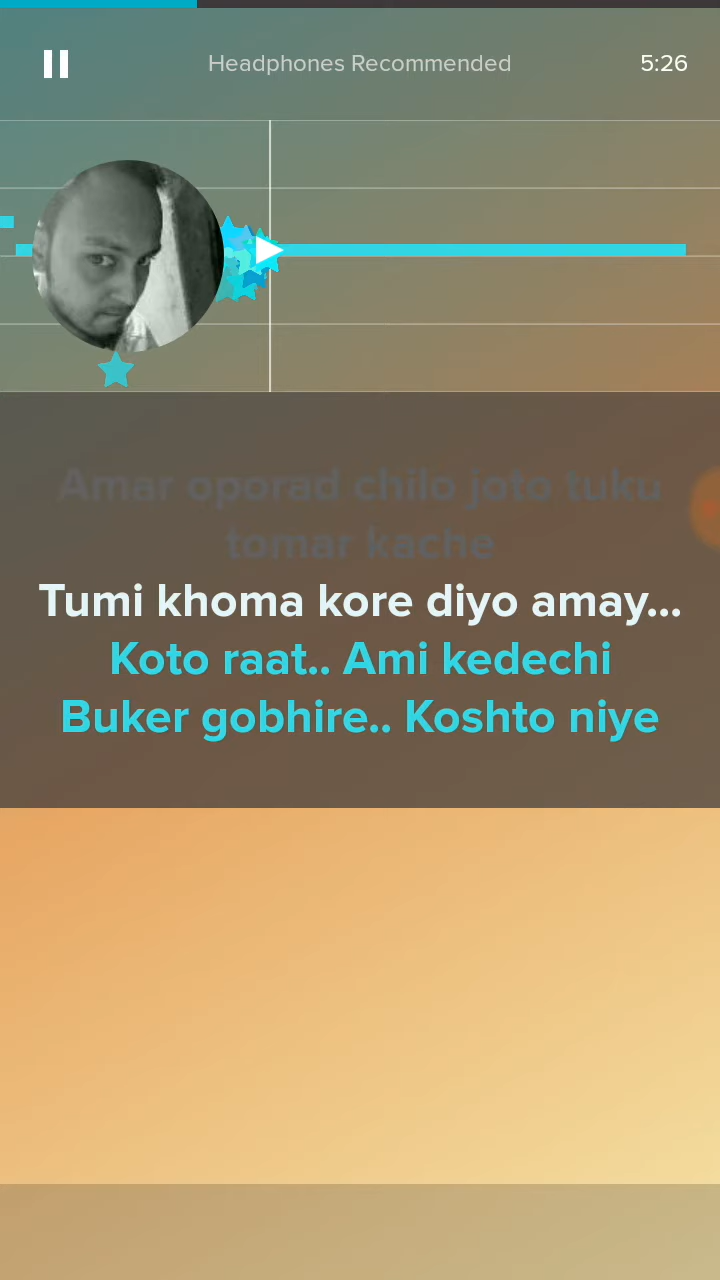 Headphones Recommended
5:26
Amar oporad chilo joto tuku
tomar kache
Tumi khoma kore diyo amay...
Koto raat.. Ami kedechi
Buker gobhire.. Koshto niye